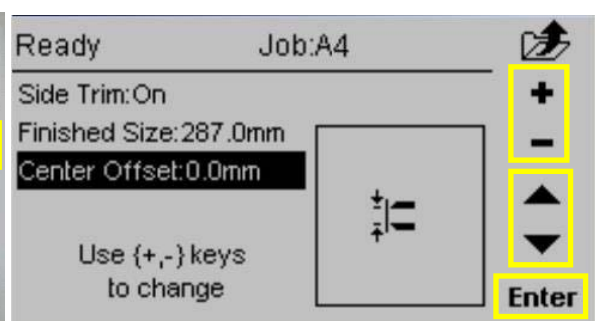 Ready Job:A4
Side Trim:On
Finished Size:287.0mm
Center Offset:0.0mm
Use {+,-} keys
to change
+
-
Enter